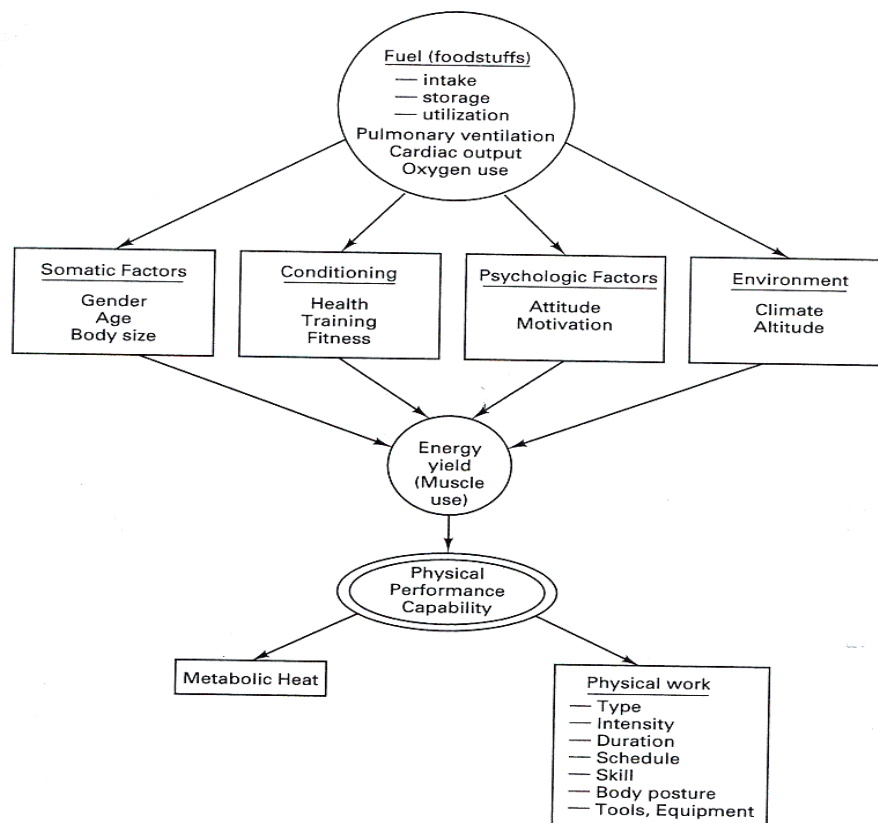 Fuel (foodstuffs)
— intake
— storage
— utilization
Pulmonary ventilation
Cardiac output
Oxygen use
Somatic Factors
Gender
Age
Body size
Conditioning
Health
Training
Fitness
Psychologic Factors
Attitude
Motivation
Environment
Climate
Altitude
Energy
yield
(Muscle
use)
Physical
Performance
Capability
Metabolic Heat
Physical work
— Type
— Intensity
— Duration
— Schedule
— Skill
— Body posture
— Tools, Equipment